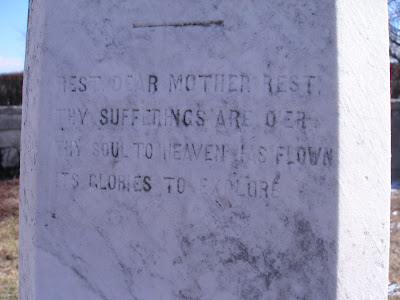 REST, DEAR MOTHER REST,
THY SUFFERINGS ARE O'ER
THY SOUL TO HEAVEN HAS FLOWN
ITS GLORIES TO EXPLORE